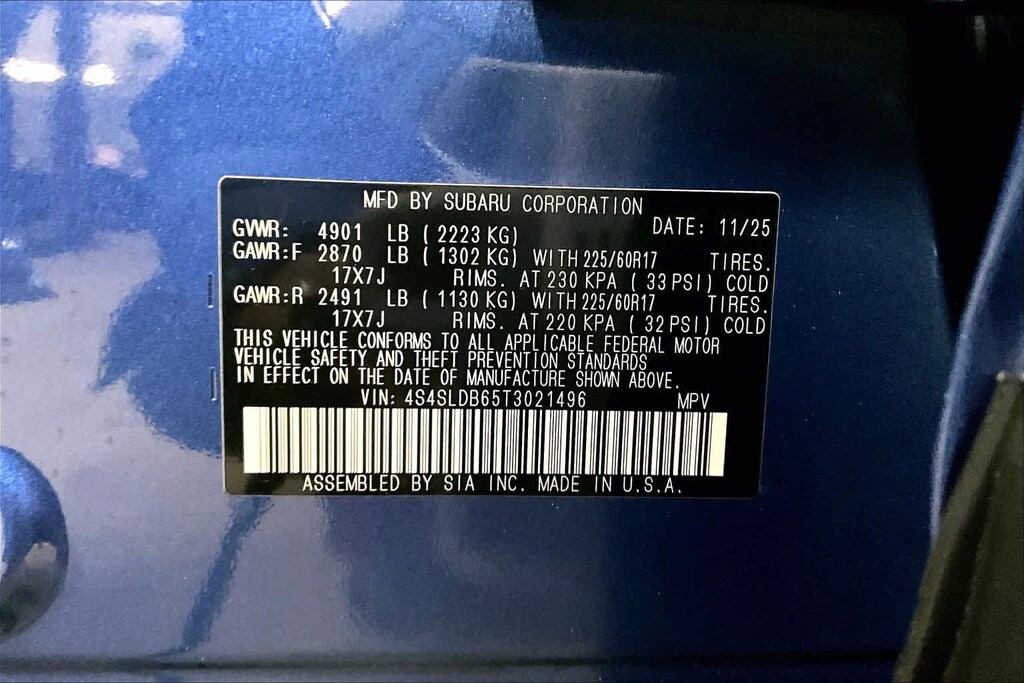 MFD BY SUBARU CORPORATION
GVWR: 4901 LB ( 2223 KG) DATE: 11/25
GAWR:F 2870 LB ( 1302 KG) WITH 225/60R17 TIRES.
17X7J RIMS. AT 230 KPA ( 33 PSI) COLD
GAWR:R 2491 LB ( 1130 KG) WITH 225/60R17 TIRES.
17X7J RIMS. AT 220 KPA ( 32 PSI) COLD
THIS VEHICLE CONFORMS TO ALL APPLICABLE FEDERAL MOTOR
VEHICLE SAFETY AND THEFT PREVENTION STANDARDS
IN EFFECT ON THE DATE OF MANUFACTURE SHOWN ABOVE.
VIN: 4S4SLDB65T3021496 MPV
ASSEMBLED BY SIA INC. MADE IN U.S.A.